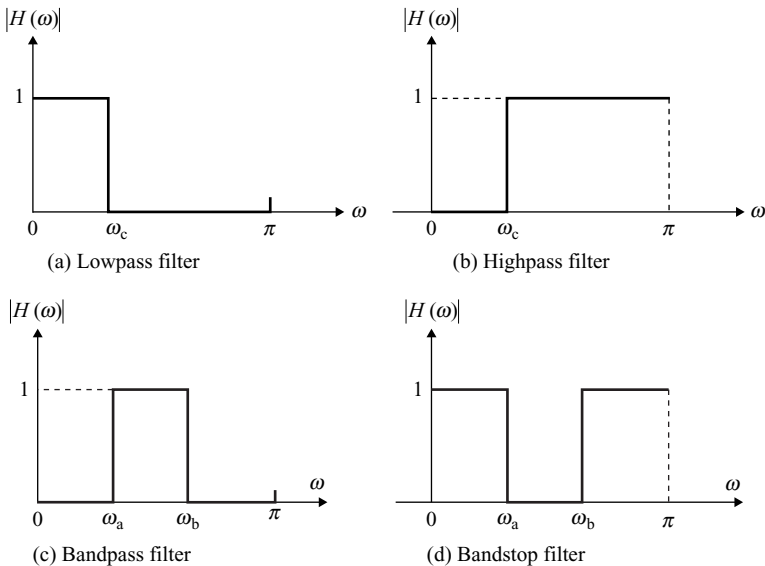 |H(ω)|
1
0
ω_c
π
ω
(a) Lowpass filter
|H(ω)|
1
0
ω_c
π
ω
(b) Highpass filter
|H(ω)|
1
0
ω_a
ω_b
π
ω
(c) Bandpass filter
|H(ω)|
1
0
ω_a
ω_b
π
ω
(d) Bandstop filter